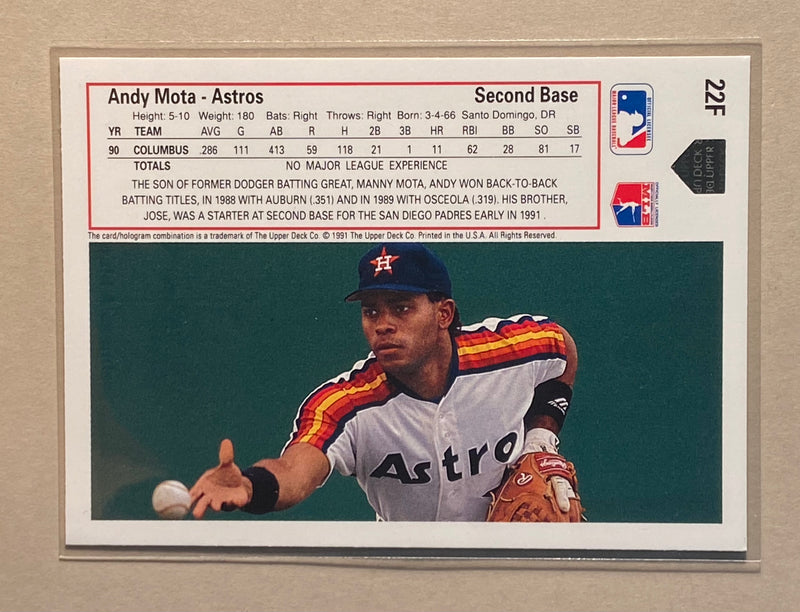 Andy Mota - Astros Second Base
Height: 5-10 Weight: 180 Bats: Right Throws: Right Born: 3-4-66 Santo Domingo, DR
YR TEAM AVG G AB R H 2B 3B HR RBI BB SO SB
90 COLUMBUS .286 111 413 59 118 21 1 11 62 28 81 17
TOTALS NO MAJOR LEAGUE EXPERIENCE
THE SON OF FORMER DODGER BATTING GREAT, MANNY MOTA, ANDY WON BACK-TO-BACK
BATTING TITLES, IN 1988 WITH AUBURN (.351) AND IN 1989 WITH OSCEOLA (.319). HIS BROTHER,
JOSE, WAS A STARTER AT SECOND BASE FOR THE SAN DIEGO PADRES EARLY IN 1991 .
The card/hologram combination is a trademark of The Upper Deck Co. © 1991 The Upper Deck Co. Printed in the U.S.A. All Rights Reserved.
22F
UPPER
DECK
H
Astro
R